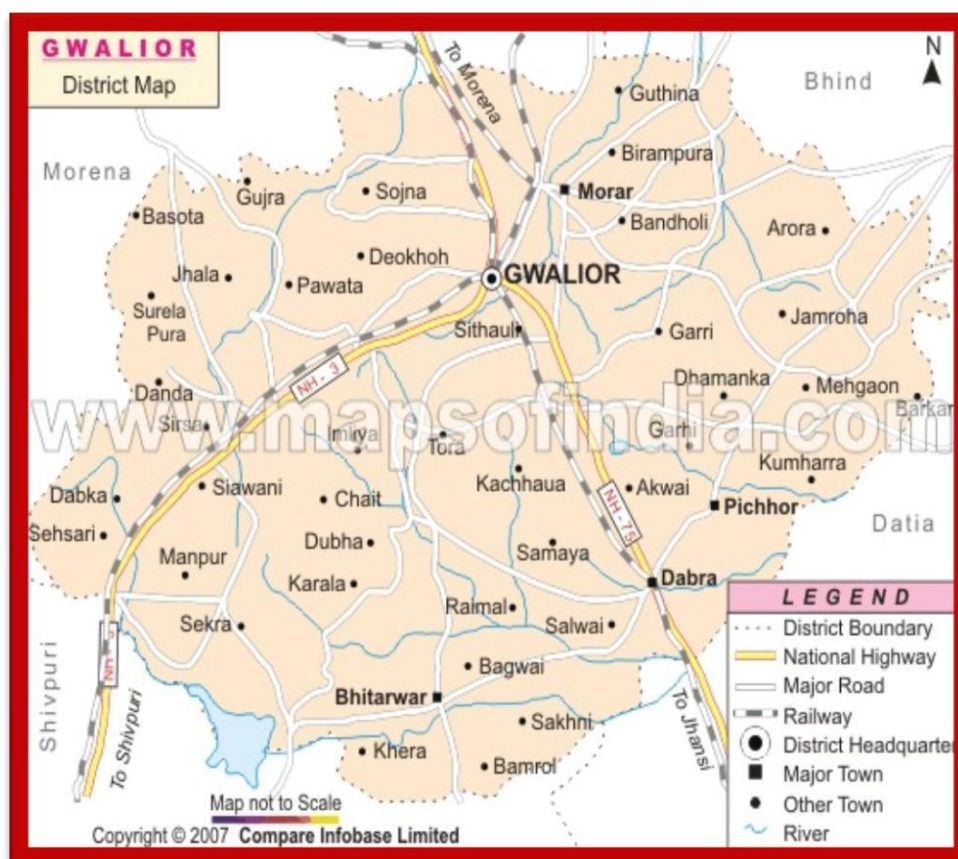 GWALIOR
District Map
N
To Morena
Guthina
Bhind
Morena
Birampura
Gujra
Sojna
Morar
Basota
Bandholi
Arora
Deokhoh
Jhala
Pawata
GWALIOR
Surela
Pura
Sithauli
Garri
Jamroha
NH - 3
Danda
Dhamanka
Mehgaon
Barkari
www.mapsofindia.com
Sirsa
Imirya
Tora
Garhi
Kumharra
Dabka
Siawani
Chait
Kachhaua
Akwai
Pichhor
NH - 75
Sehsari
Dubha
Samaya
Datia
Manpur
Karala
Dabra
Raimal
Sekra
Salwai
NH - 3
Shivpuri
To Shivpuri
Bagwai
Bhitarwar
To Jhansi
Sakhni
Khera
Bamrol
LEGEND
District Boundary
National Highway
Major Road
Railway
District Headquarter
Major Town
Other Town
River
Map not to Scale
Copyright © 2007 Compare Infobase Limited